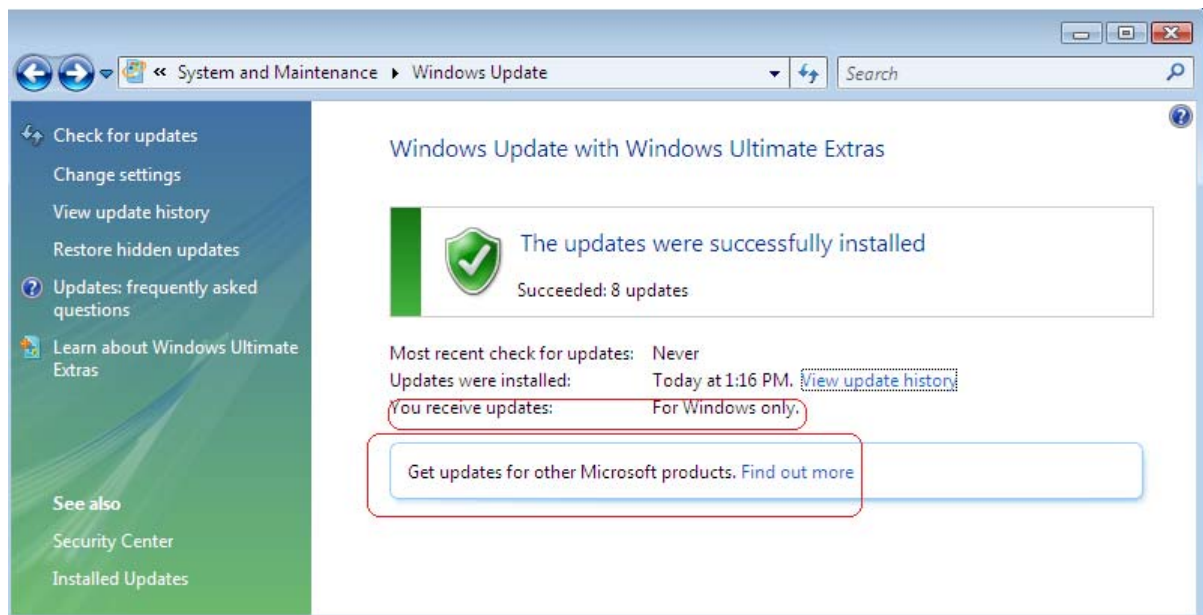 « System and Maintenance ▸ Windows Update
Search
Check for updates
Change settings
View update history
Restore hidden updates
Updates: frequently asked
questions
Learn about Windows Ultimate
Extras
See also
Security Center
Installed Updates
Windows Update with Windows Ultimate Extras
The updates were successfully installed
Succeeded: 8 updates
Most recent check for updates: Never
Updates were installed: Today at 1:16 PM. View update history
You receive updates: For Windows only.
Get updates for other Microsoft products. Find out more